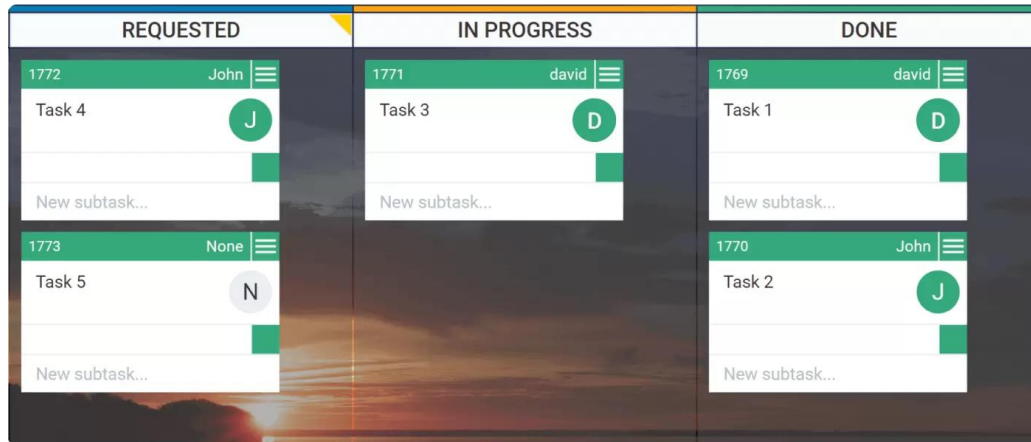 REQUESTED
1772 John
Task 4
J
New subtask...
1773 None
Task 5
N
New subtask...
IN PROGRESS
1771 david
Task 3
D
New subtask...
DONE
1769 david
Task 1
D
New subtask...
1770 John
Task 2
J
New subtask...